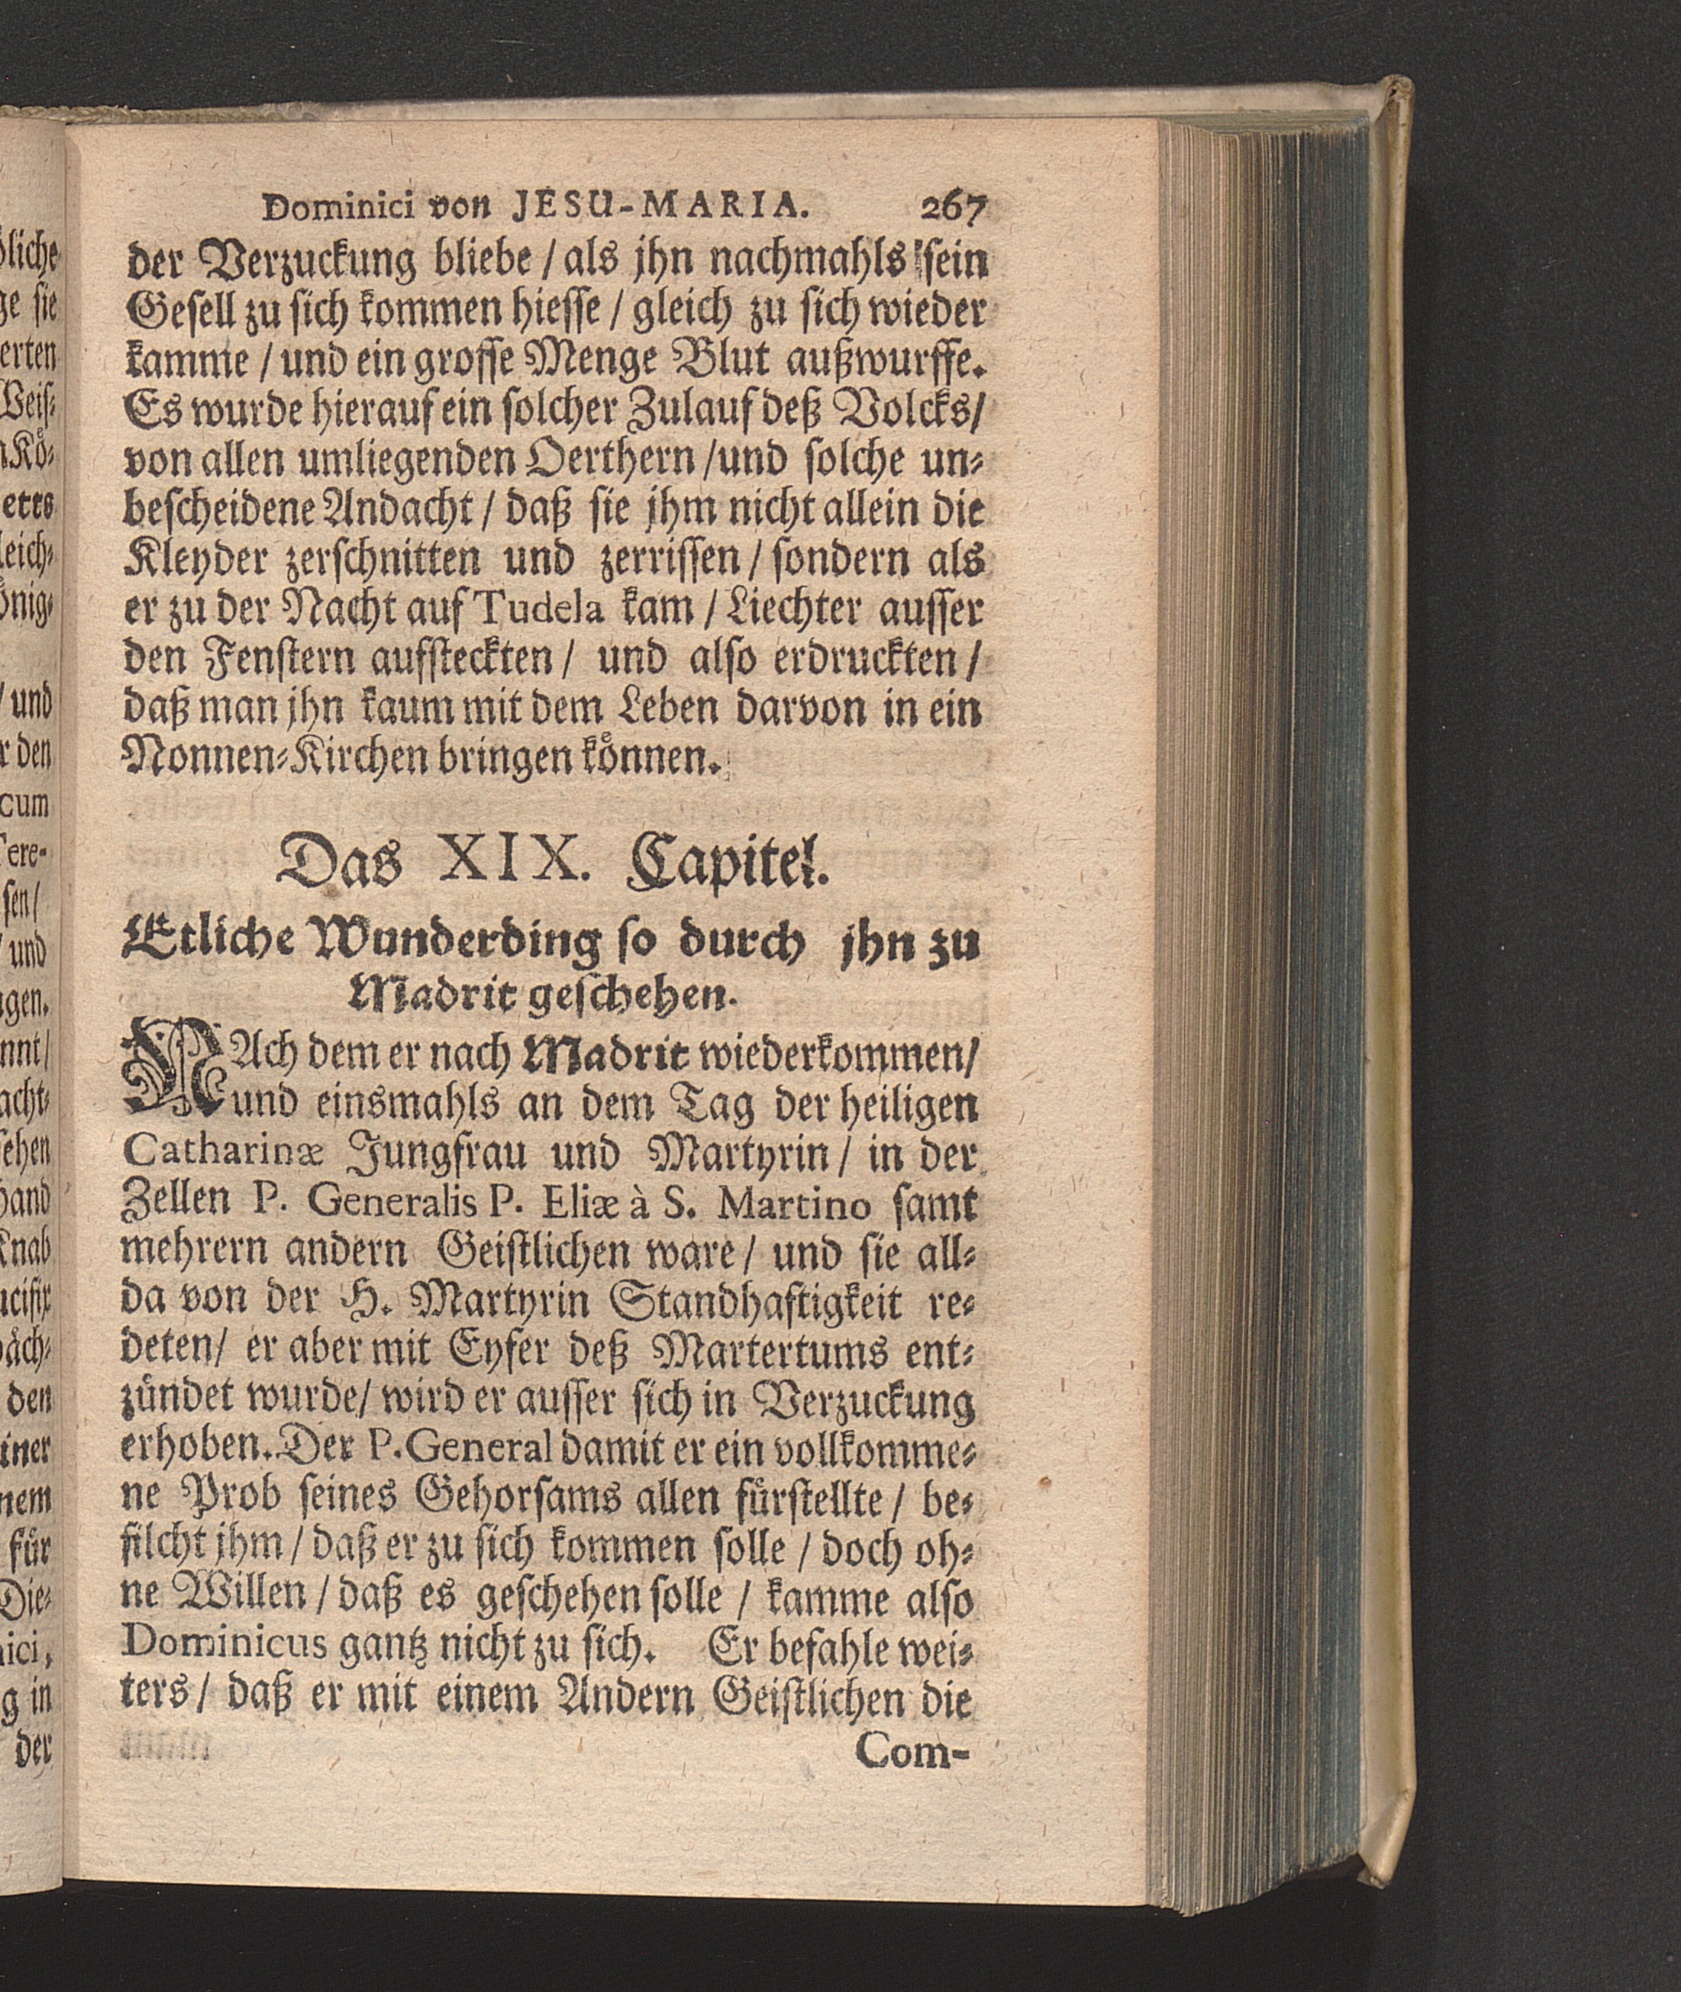 Dominici von JESU-MARIA. 267
der Verzuckung bliebe / als jhn nachmahls sein
Gesell zu sich kommen hiesse / gleich zu sich wieder
kamme / und ein grosse Menge Blut außwurffe.
Es wurde hierauf ein solcher Zulauf deß Volcks/
von allen umliegenden Oerthern /und solche un-
bescheidene Andacht / daß sie jhm nicht allein die
Kleyder zerschnitten und zerrissen / sondern als
er zu der Nacht auf Tudela kam / Liechter ausser
den Fenstern aufsteckten / und also erdruckten /
daß man jhn kaum mit dem Leben darvon in ein
Nonnen-Kirchen bringen können.
Das XIX. Capitel.
Etliche Wunderding so durch jhn zu
Madrit geschehen.
NAch dem er nach Madrit wiederkommen/
und einsmahls an dem Tag der heiligen
Catharinæ Jungfrau und Martyrin / in der
Zellen P. Generalis P. Eliæ à S. Martino samt
mehrern andern Geistlichen ware / und sie all-
da von der H. Martyrin Standhaftigkeit re-
deten/ er aber mit Eyfer deß Martertums ent-
zündet wurde/ wird er ausser sich in Verzuckung
erhoben. Der P. General damit er ein vollkomme-
ne Prob seines Gehorsams allen fürstellte / be-
filcht jhm / daß er zu sich kommen solle / doch oh-
ne Willen / daß es geschehen solle / kamme also
Dominicus gantz nicht zu sich. Er befahle wei-
ters / daß er mit einem Andern Geistlichen die
Com-